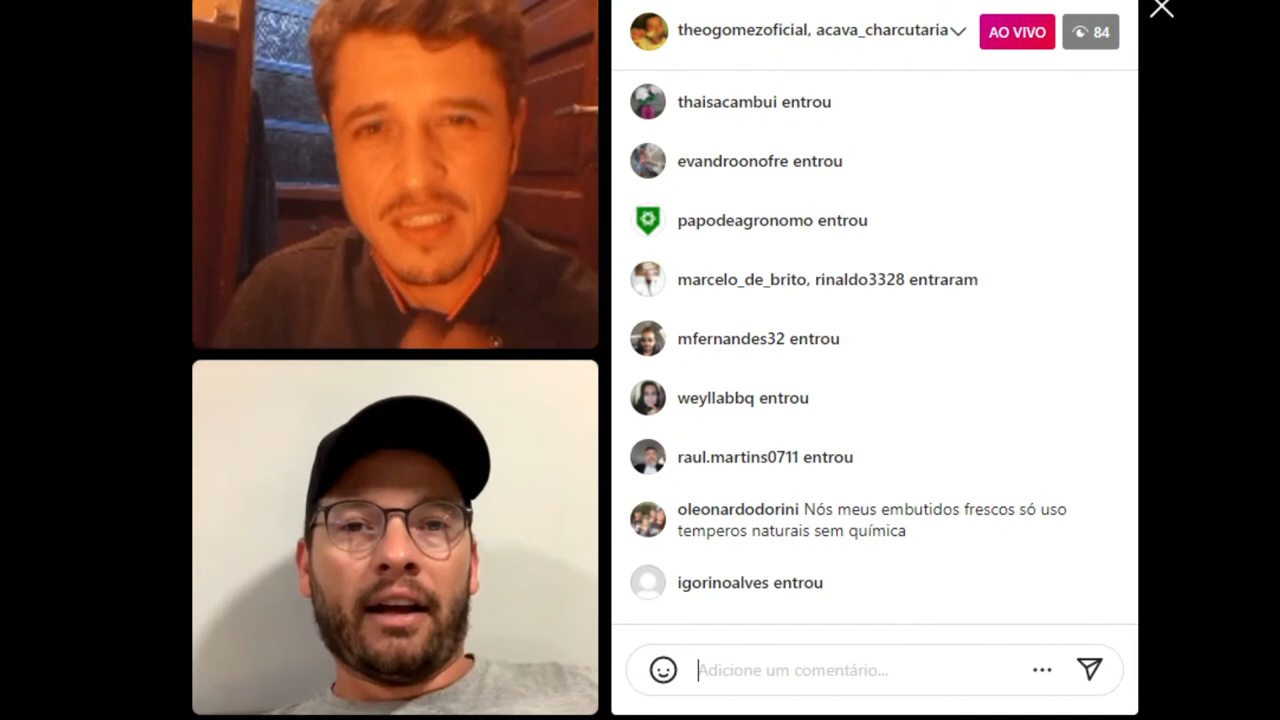 theogomezoficial, acava_charcutaria
AO VIVO
84
thaisacambui entrou
evandroonofre entrou
papodeagronomo entrou
marcelo_de_brito, rinaldo3328 entraram
mfernandes32 entrou
weyllabbq entrou
raul.martins0711 entrou
oleonardodorini Nós meus embutidos frescos só uso
temperos naturais sem química
igorinoalves entrou
Adicione um comentário...